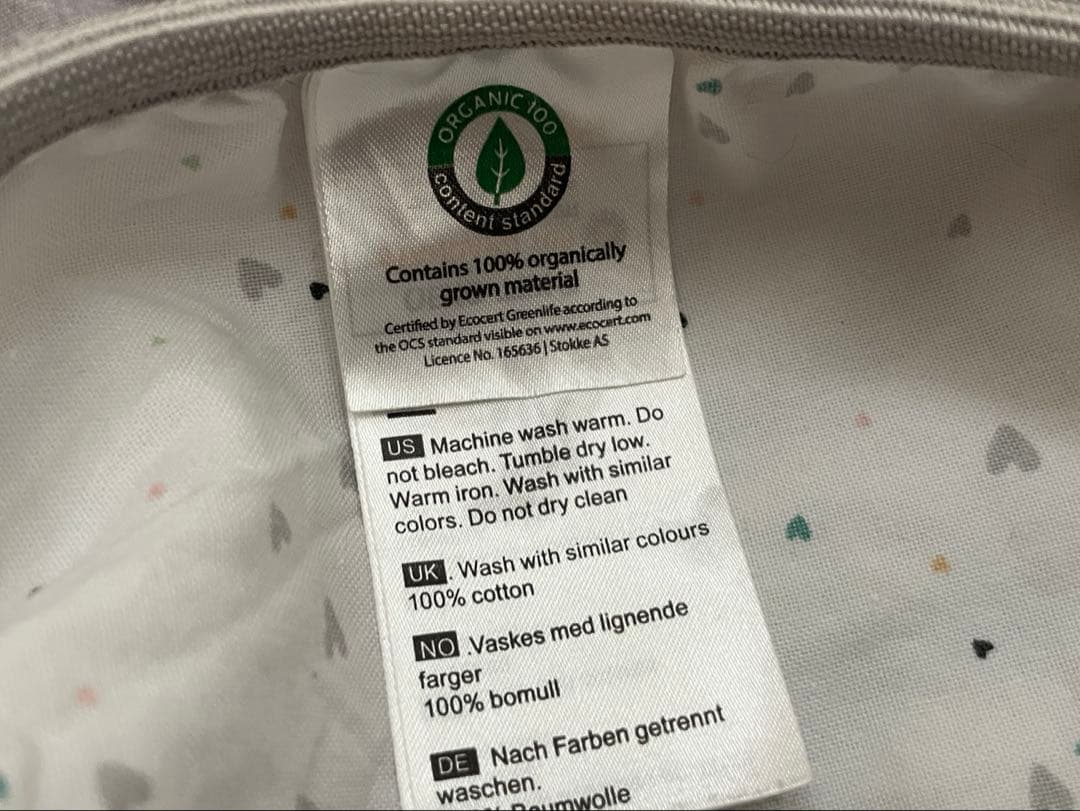 ORGANIC 100
content standard
Contains 100% organically
grown material
Certified by Ecocert Greenlife according to
the OCS standard visible on www.ecocert.com
Licence No. 165636 | Stokke AS
US Machine wash warm. Do
not bleach. Tumble dry low.
Warm iron. Wash with similar
colors. Do not dry clean
UK . Wash with similar colours
100% cotton
NO .Vaskes med lignende
farger
100% bomull
DE Nach Farben getrennt
waschen.
% Baumwolle